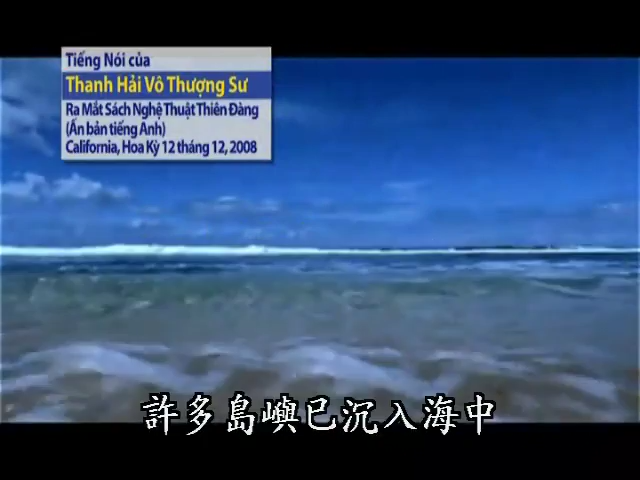 Tiếng Nói của
Thanh Hải Vô Thượng Sư
Ra Mắt Sách Nghệ Thuật Thiên Đàng
(Ấn bản tiếng Anh)
California, Hoa Kỳ 12 tháng 12, 2008
許多島嶼已沉入海中